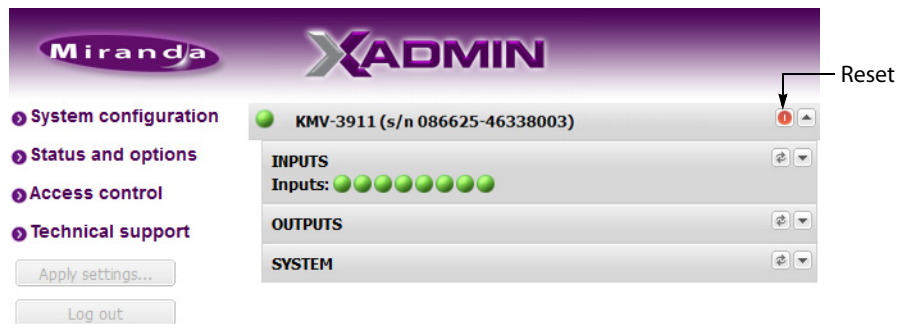 Miranda
XADMIN
Reset
System configuration
KMV-3911 (s/n 086625-46338003)
Status and options
INPUTS
Inputs:
Access control
OUTPUTS
Technical support
SYSTEM
Apply settings...
Log out